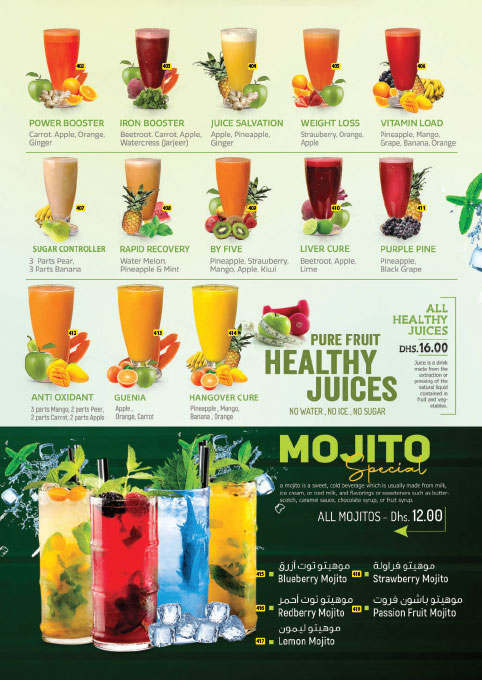 402
403
404
405
406
POWER BOOSTER
Carrot, Apple, Orange,
Ginger
IRON BOOSTER
Beetroot, Carrot, Apple,
Watercress (Jarjeer)
JUICE SALVATION
Apple, Pineapple,
Ginger
WEIGHT LOSS
Strawberry, Orange,
Apple
VITAMIN LOAD
Pineapple, Mango,
Grape, Banana, Orange
407
408
409
410
411
SUGAR CONTROLLER
3 Parts Pear,
3 Parts Banana
RAPID RECOVERY
Water Melon,
Pineapple & Mint
BY FIVE
Pineapple, Strawberry,
Mango, Apple, Kiwi
LIVER CURE
Beetroot, Apple,
Lime
PURPLE PINE
Pineapple,
Black Grape
412
413
414
ANTI OXIDANT
3 parts Mango, 2 parts Peer,
2 parts Carrot, 2 parts Apple
GUENIA
Apple ,
Orange, Carrot
HANGOVER CURE
Pineapple , Mango,
Banana , Orange
PURE FRUIT
HEALTHY
JUICES
NO WATER , NO ICE , NO SUGAR
ALL
HEALTHY
JUICES
DHS.16.00
Juice is a drink
made from the
extraction or
pressing of the
natural liquid
contained in
fruit and veg-
etables.
MOJITO
Special
a mojito is a sweet, cold beverage which is usually made from milk,
ice cream, or iced milk, and flavorings or sweeteners such as butter-
scotch, caramel sauce, chocolate syrup, or fruit syrup.
ALL MOJITOS - Dhs. 12.00
موهيتو توت أزرق
415 Blueberry Mojito
موهيتو فراولة
418 Strawberry Mojito
موهيتو توت أحمر
416 Redberry Mojito
موهيتو باشون فروت
419 Passion Fruit Mojito
موهيتو ليمون
417 Lemon Mojito